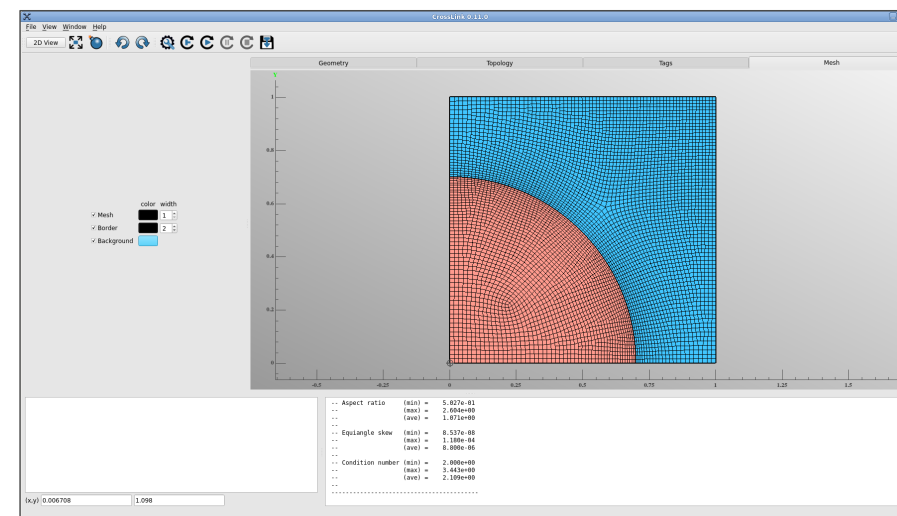 CrossLink 0.11.0
File View Window Help
2D View
Geometry Topology Tags Mesh
Y
1
0.8
0.6
0.4
0.2
0
-0.5 -0.25 0 0.25 0.5 0.75 1 1.25 1.5
color width
Mesh 1
Border 2
Background
-- Aspect ratio (min) = 5.027e-01
-- (max) = 2.604e+00
-- (ave) = 1.071e+00
--
-- Equiangle skew (min) = 8.537e-08
-- (max) = 1.180e-04
-- (ave) = 8.800e-06
--
-- Condition number (min) = 2.000e+00
-- (max) = 3.443e+00
-- (ave) = 2.109e+00
--
----------------------------------------
(x,y) 0.006708 1.098